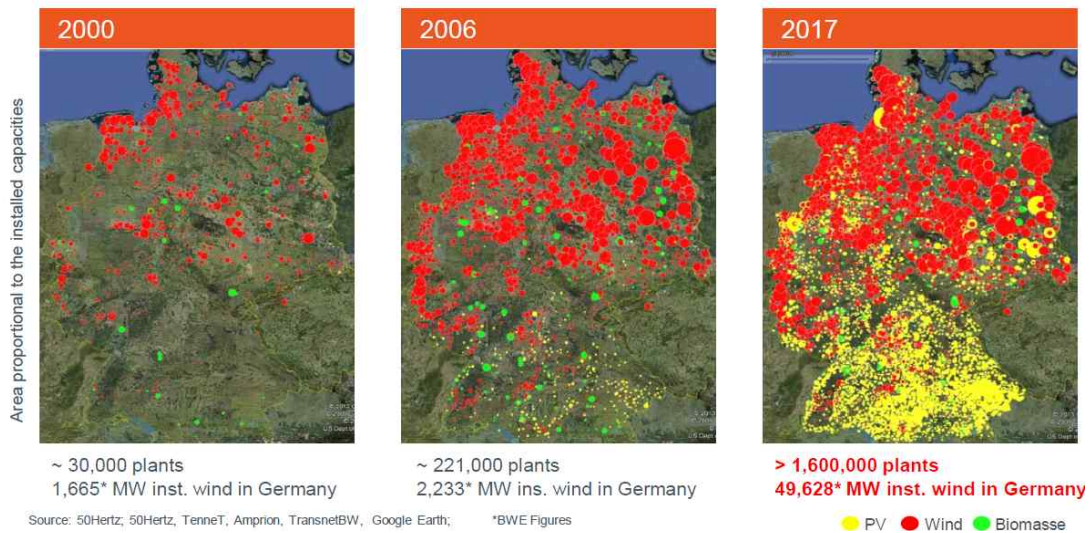 2000
2006
2017
Area proportional to the installed capacities
~ 30,000 plants
1,665* MW inst. wind in Germany
~ 221,000 plants
2,233* MW ins. wind in Germany
> 1,600,000 plants
49,628* MW inst. wind in Germany
Source: 50Hertz; 50Hertz, TenneT, Amprion, TransnetBW, Google Earth; *BWE Figures
PV Wind Biomasse